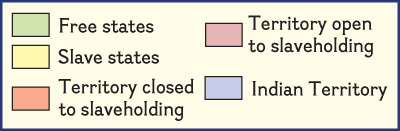 Free states
Slave states
Territory closed
to slaveholding
Territory open
to slaveholding
Indian Territory